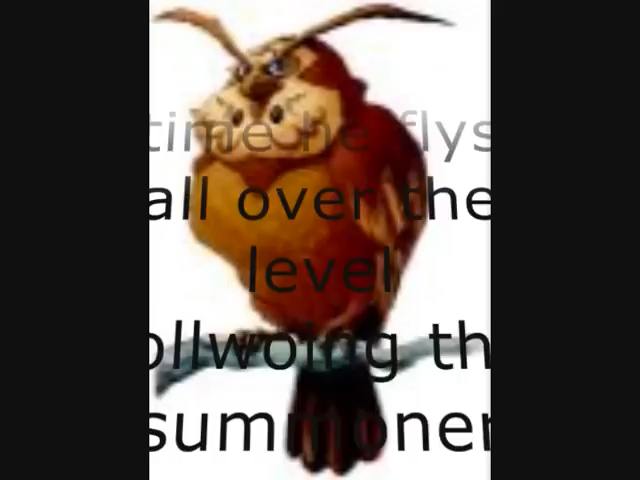 time he flys
all over the
level
ollwoing th
summoner